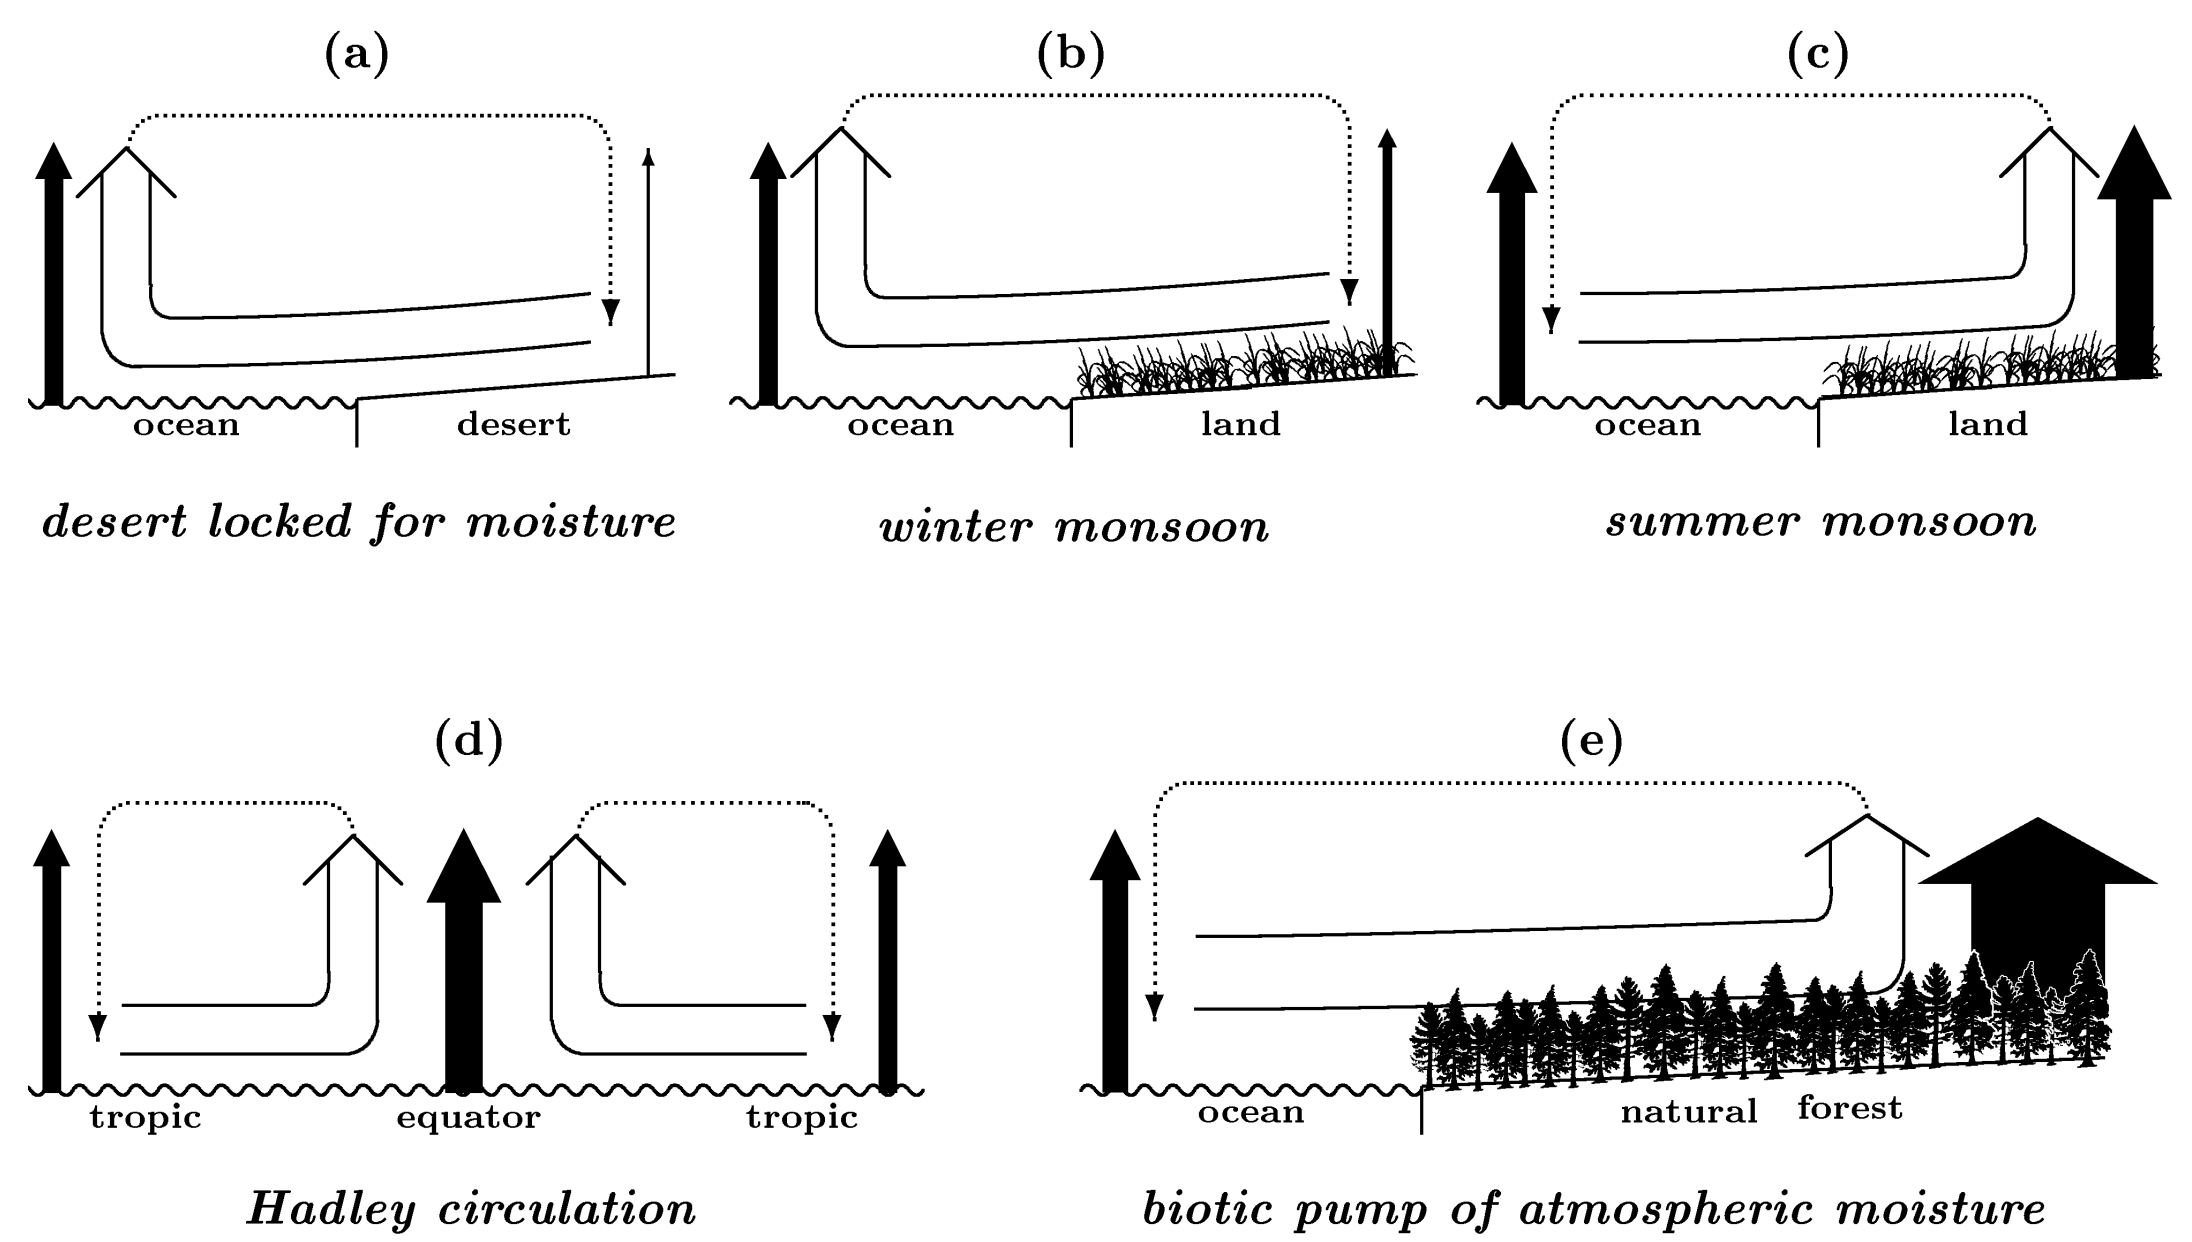 (a)
(b)
(c)
ocean desert
ocean land
ocean land
desert locked for moisture
winter monsoon
summer monsoon
(d)
(e)
tropic equator tropic
ocean natural forest
Hadley circulation
biotic pump of atmospheric moisture